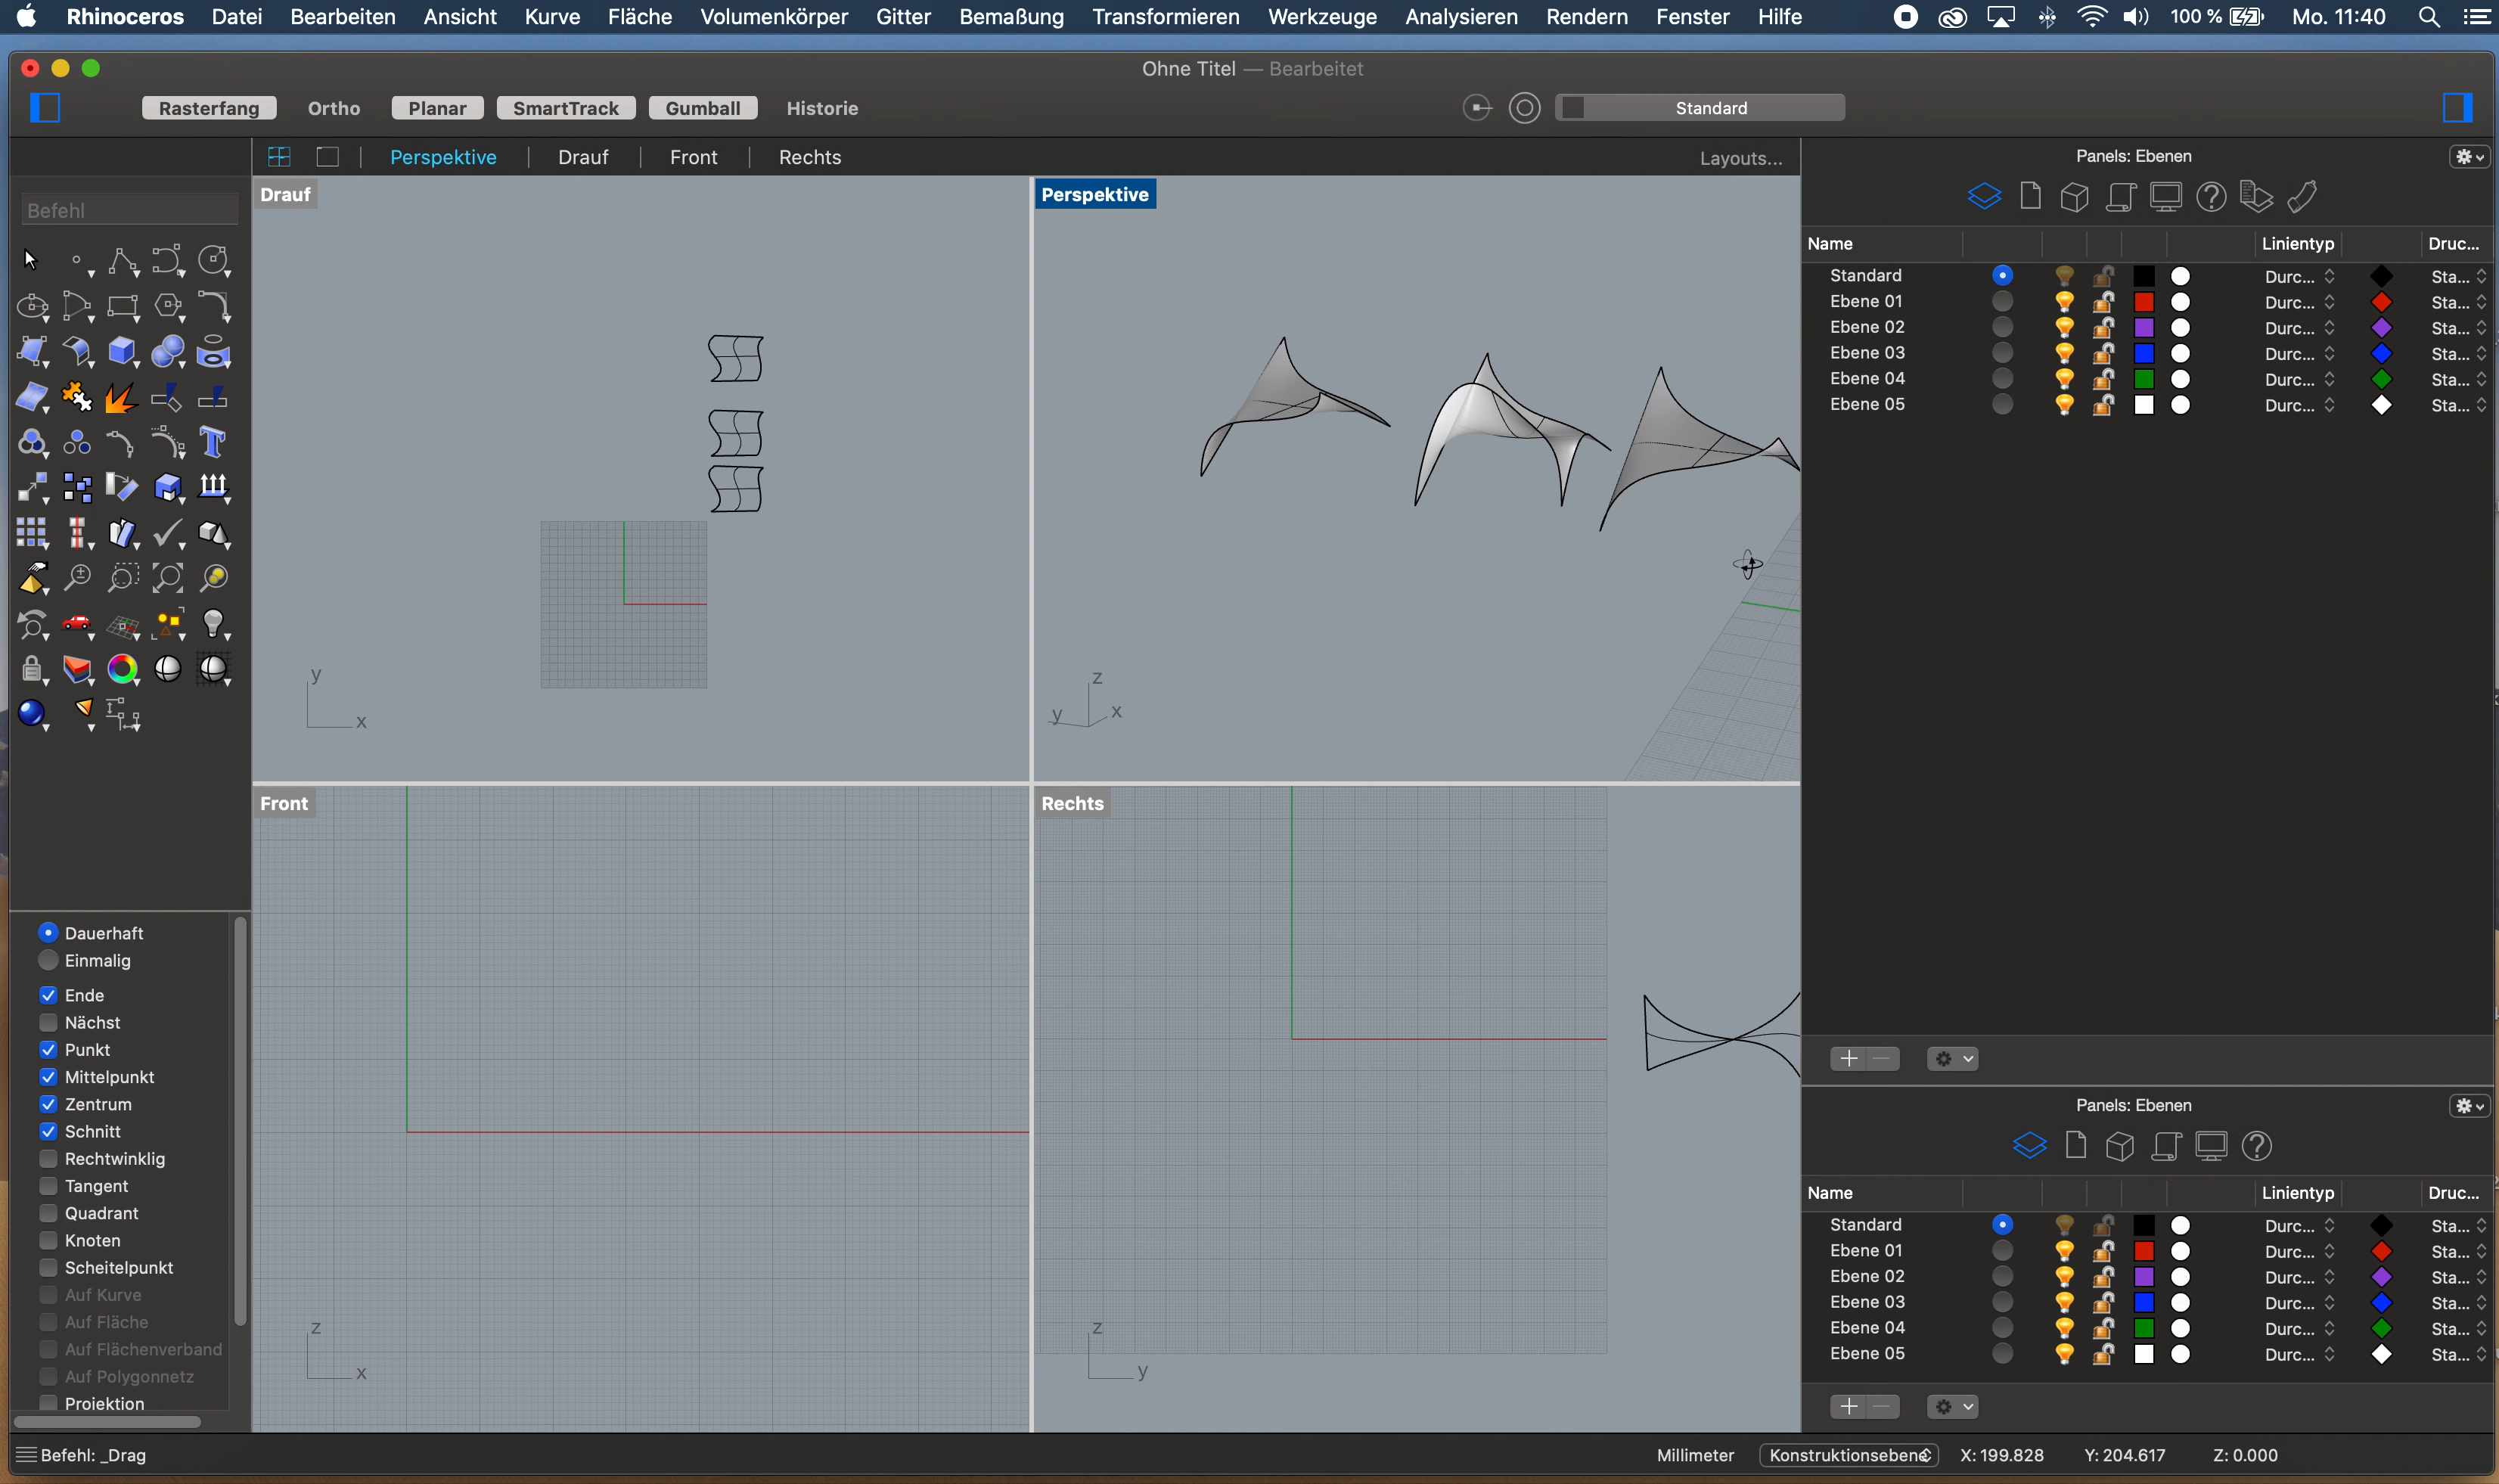 Rhinoceros Datei Bearbeiten Ansicht Kurve Fläche Volumenkörper Gitter Bemaßung Transformieren Werkzeuge Analysieren Rendern Fenster Hilfe 100 % Mo. 11:40
Ohne Titel — Bearbeitet
Rasterfang Ortho Planar SmartTrack Gumball Historie Standard
Perspektive Drauf Front Rechts Layouts...
Panels: Ebenen
Befehl
Drauf
Perspektive
Name Linientyp Druc...
Standard Durc... Sta...
Ebene 01 Durc... Sta...
Ebene 02 Durc... Sta...
Ebene 03 Durc... Sta...
Ebene 04 Durc... Sta...
Ebene 05 Durc... Sta...
y
x
z
y
x
Front
Rechts
Dauerhaft
Einmalig
Ende
Nächst
Punkt
Mittelpunkt
Zentrum
Schnitt
Rechtwinklig
Tangent
Quadrant
Knoten
Scheitelpunkt
Auf Kurve
Auf Fläche
Auf Flächenverband
Auf Polygonnetz
Projektion
z
x
z
y
Panels: Ebenen
Name Linientyp Druc...
Standard Durc... Sta...
Ebene 01 Durc... Sta...
Ebene 02 Durc... Sta...
Ebene 03 Durc... Sta...
Ebene 04 Durc... Sta...
Ebene 05 Durc... Sta...
Befehl: _Drag
Millimeter Konstruktionsebene X: 199.828 Y: 204.617 Z: 0.000